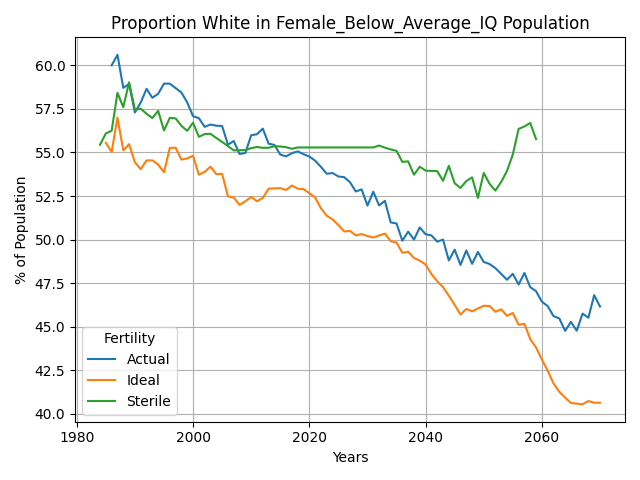 Proportion White in Female_Below_Average_IQ Population
% of Population
60.0
57.5
55.0
52.5
50.0
47.5
45.0
42.5
40.0
Fertility
Actual
Ideal
Sterile
1980
2000
2020
2040
2060
Years